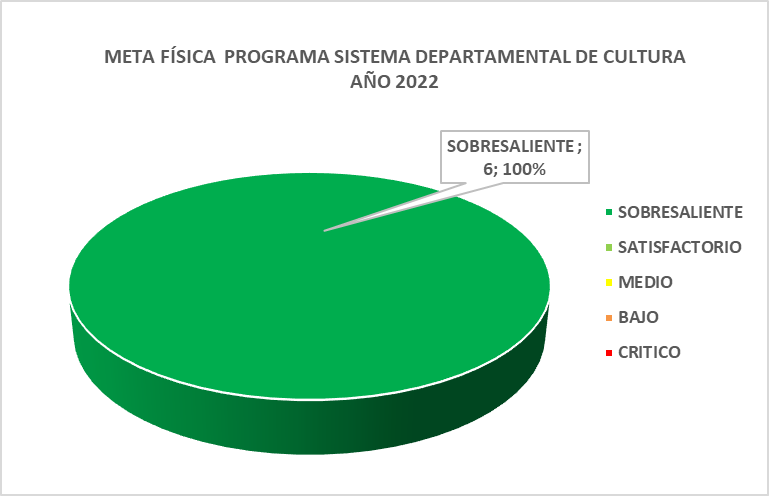 META FÍSICA  PROGRAMA SISTEMA DEPARTAMENTAL DE CULTURA
AÑO 2022
SOBRESALIENTE ;
6; 100%
SOBRESALIENTE
SATISFACTORIO
MEDIO
BAJO
CRITICO